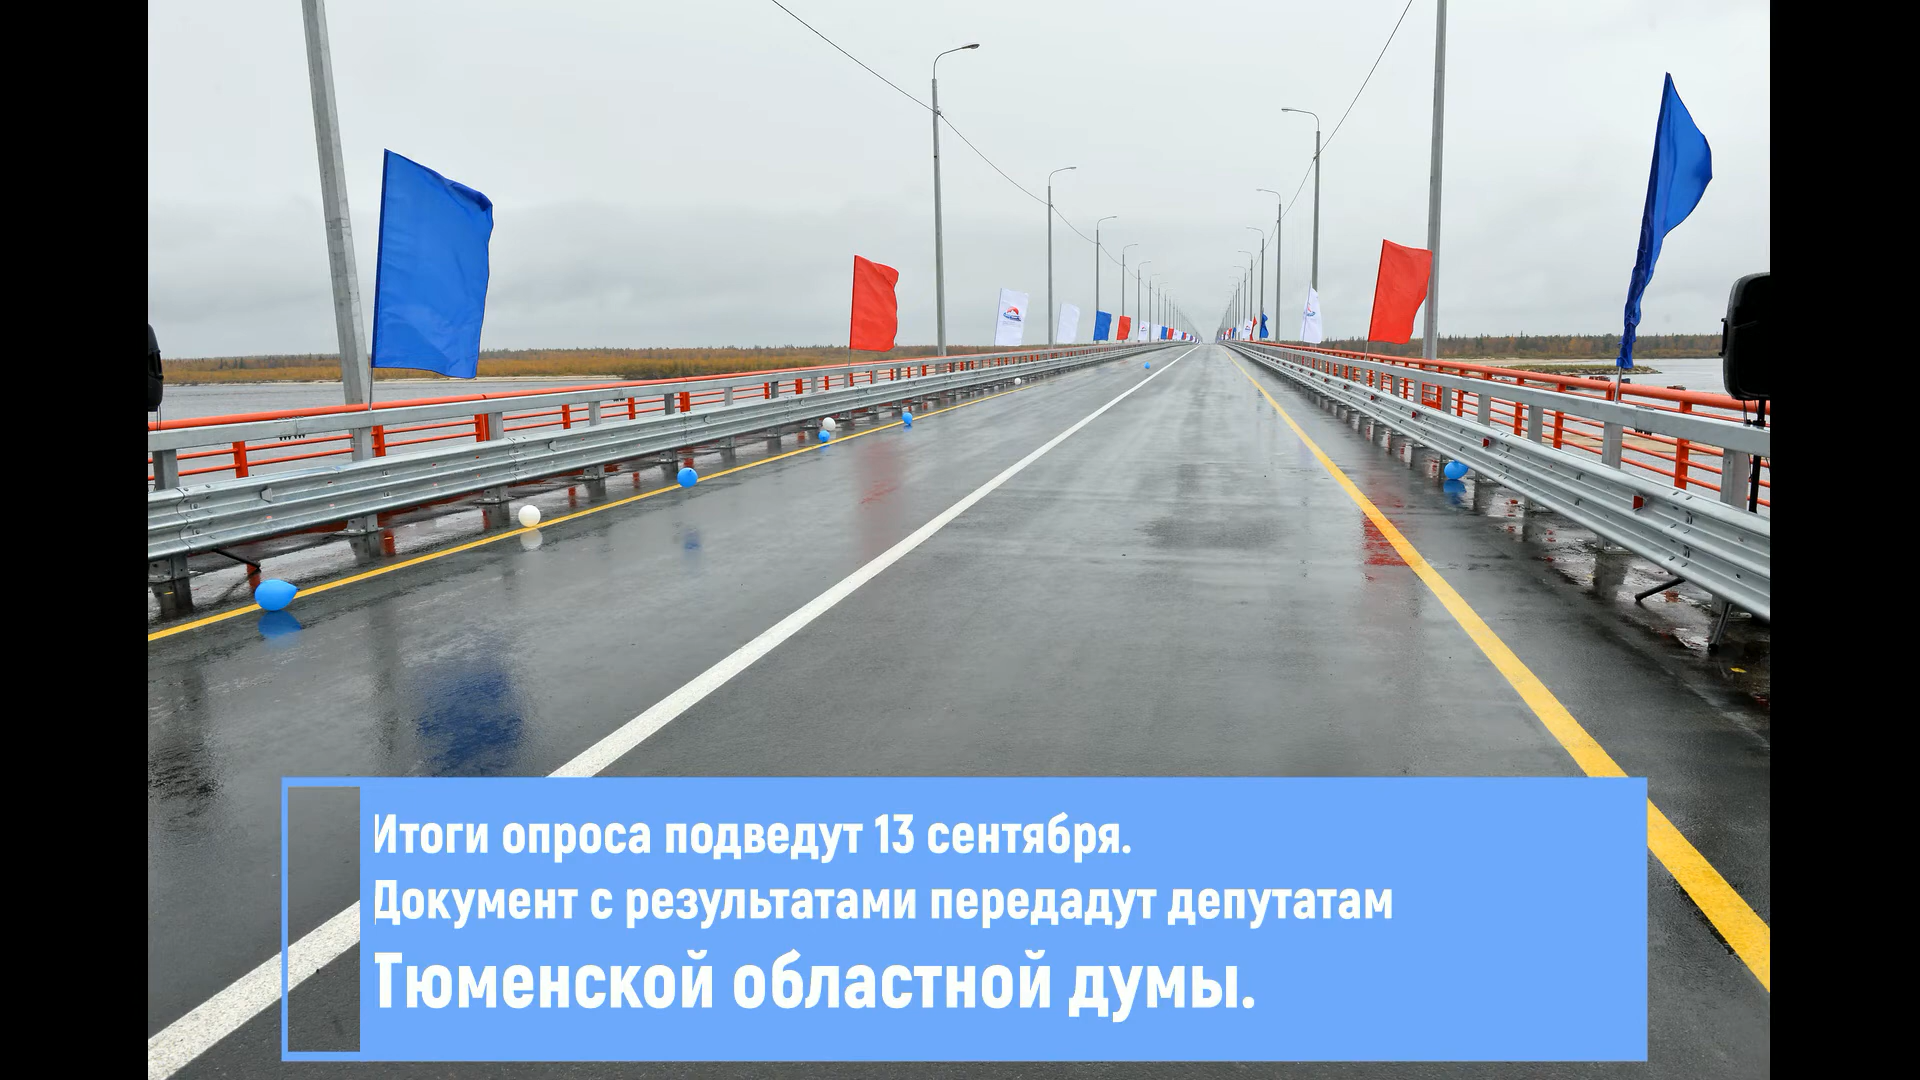 Итоги опроса подведут 13 сентября.
Документ с результатами передадут депутатам
Тюменской областной думы.